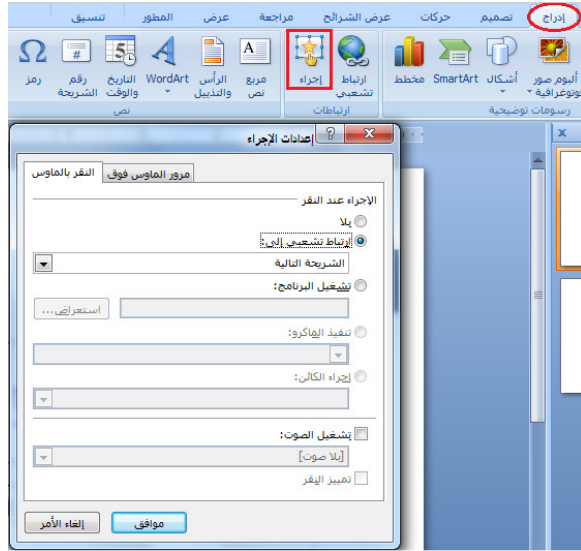 إدراج تصميم حركات عرض الشرائح مراجعة عرض المطور تنسيق
ألبوم صور فوتوغرافية أشكال SmartArt مخطط ارتباط تشعبي إجراء مربع نص الرأس والتذييل WordArt التاريخ والوقت رقم الشريحة رمز
رسومات توضيحية ارتباطات نص
إعدادات الإجراء
النقر بالماوس مرور الماوس فوق
الإجراء عند النقر
بلا
ارتباط تشعبي إلى:
الشريحة التالية
تشغيل البرنامج:
استعراض...
تنفيذ الماكرو:
إجراء الكائن:
تشغيل الصوت:
[بلا صوت]
تمييز النقر
موافق إلغاء الأمر